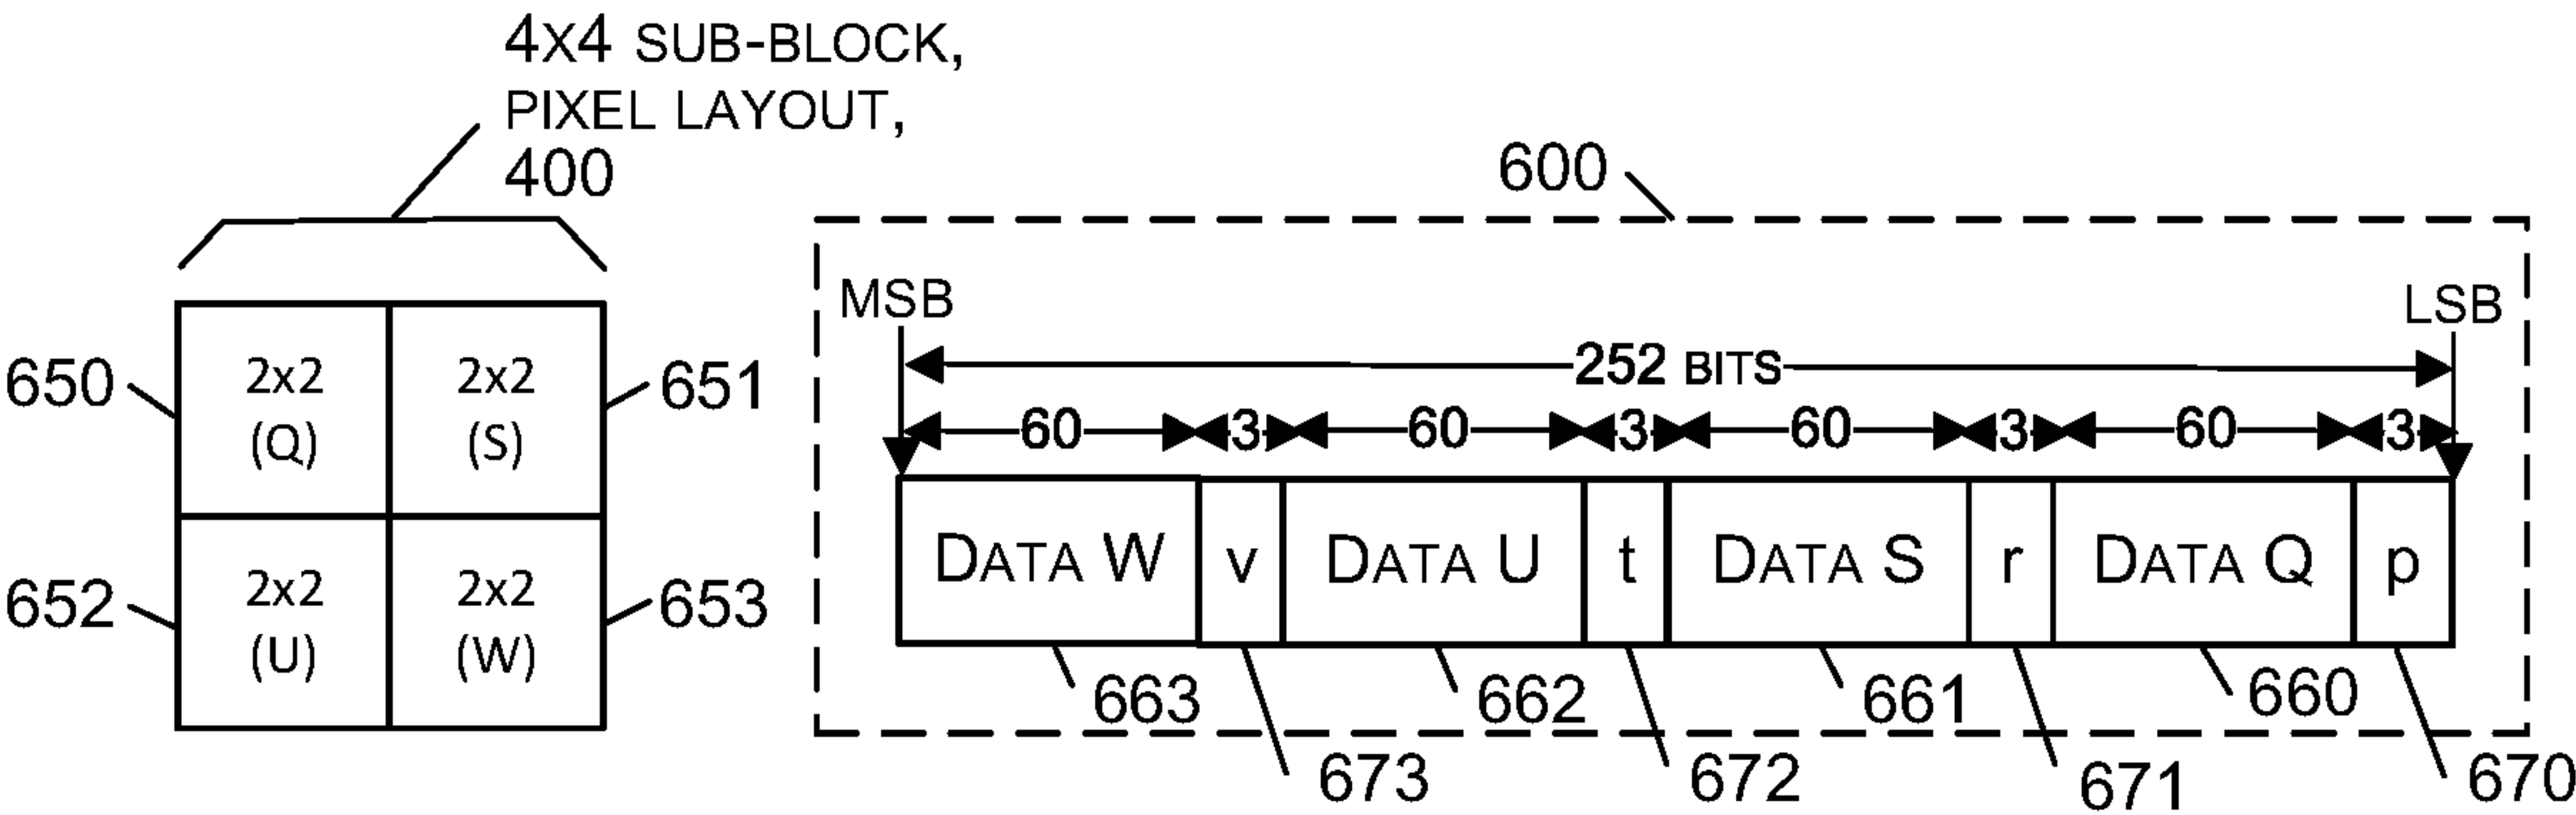 4X4 SUB-BLOCK,
PIXEL LAYOUT,
400
600
MSB
LSB
252 BITS
650
2x2
(Q)
2x2
(S)
651
60
3
60
3
60
3
60
3
652
2x2
(U)
2x2
(W)
653
DATA W
v
DATA U
t
DATA S
r
DATA Q
p
663
662
661
660
673
672
671
670